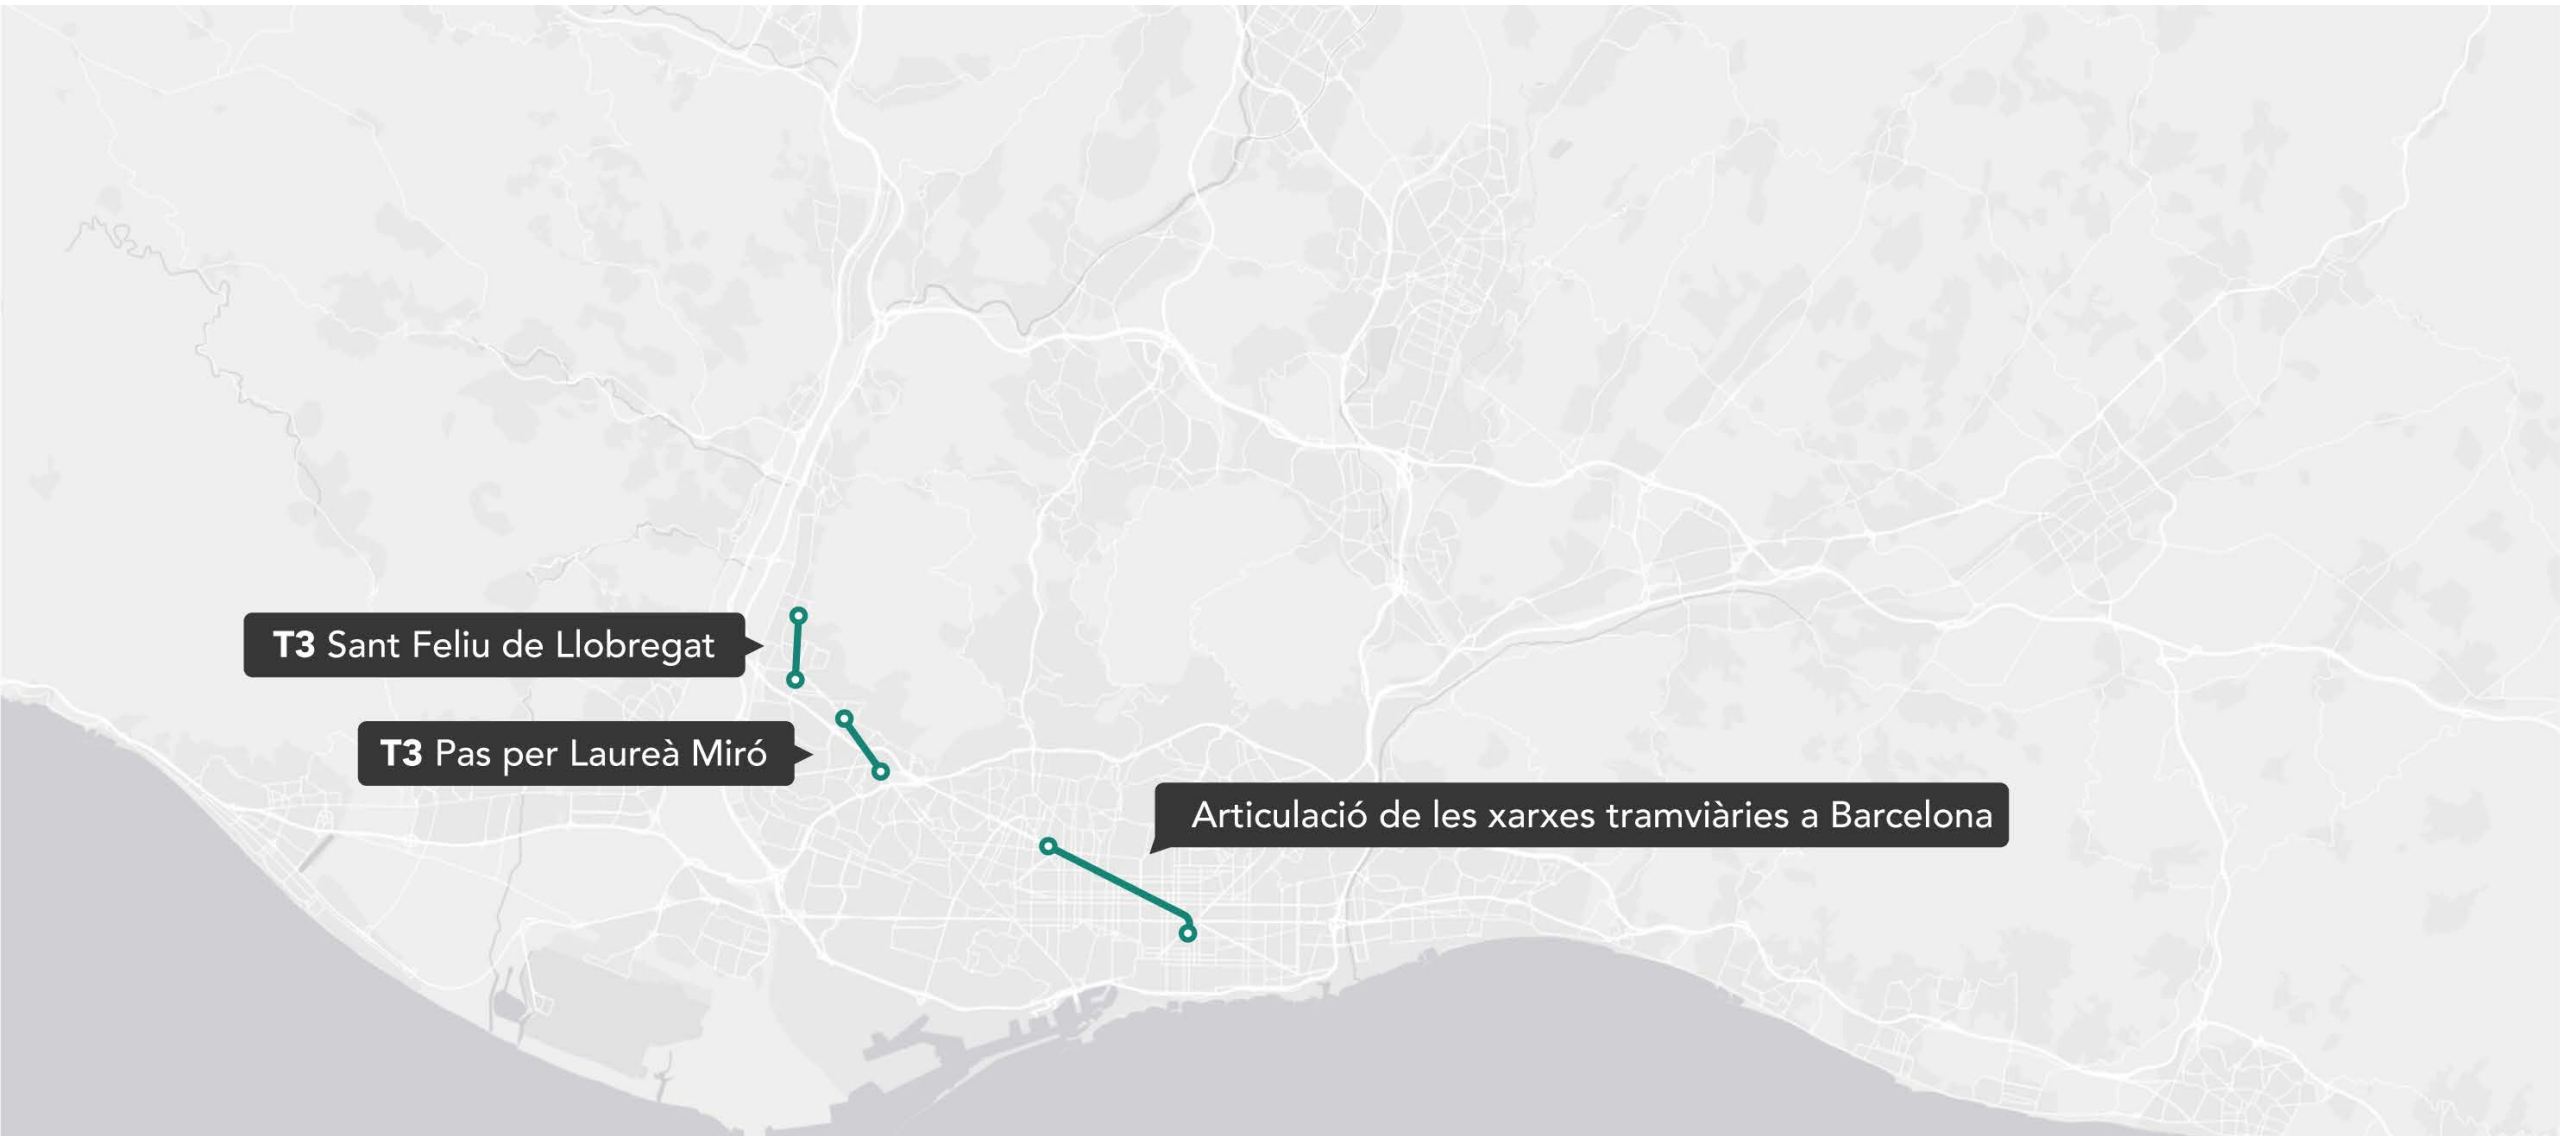 T3 Sant Feliu de Llobregat
T3 Pas per Laureà Miró
Articulació de les xarxes tramviàries a Barcelona